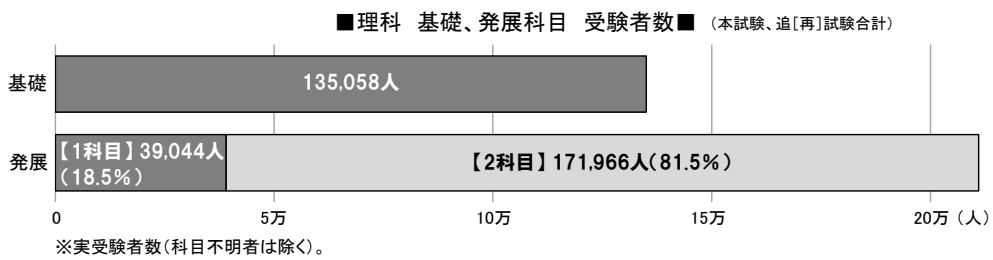 ■理科 基礎、発展科目 受験者数■ (本試験、追[再]試験合計)
基礎
135,058人
発展
【1科目】39,044人
(18.5%)
【2科目】171,966人(81.5%)
0 5万 10万 15万 20万 (人)
※実受験者数(科目不明者は除く)。